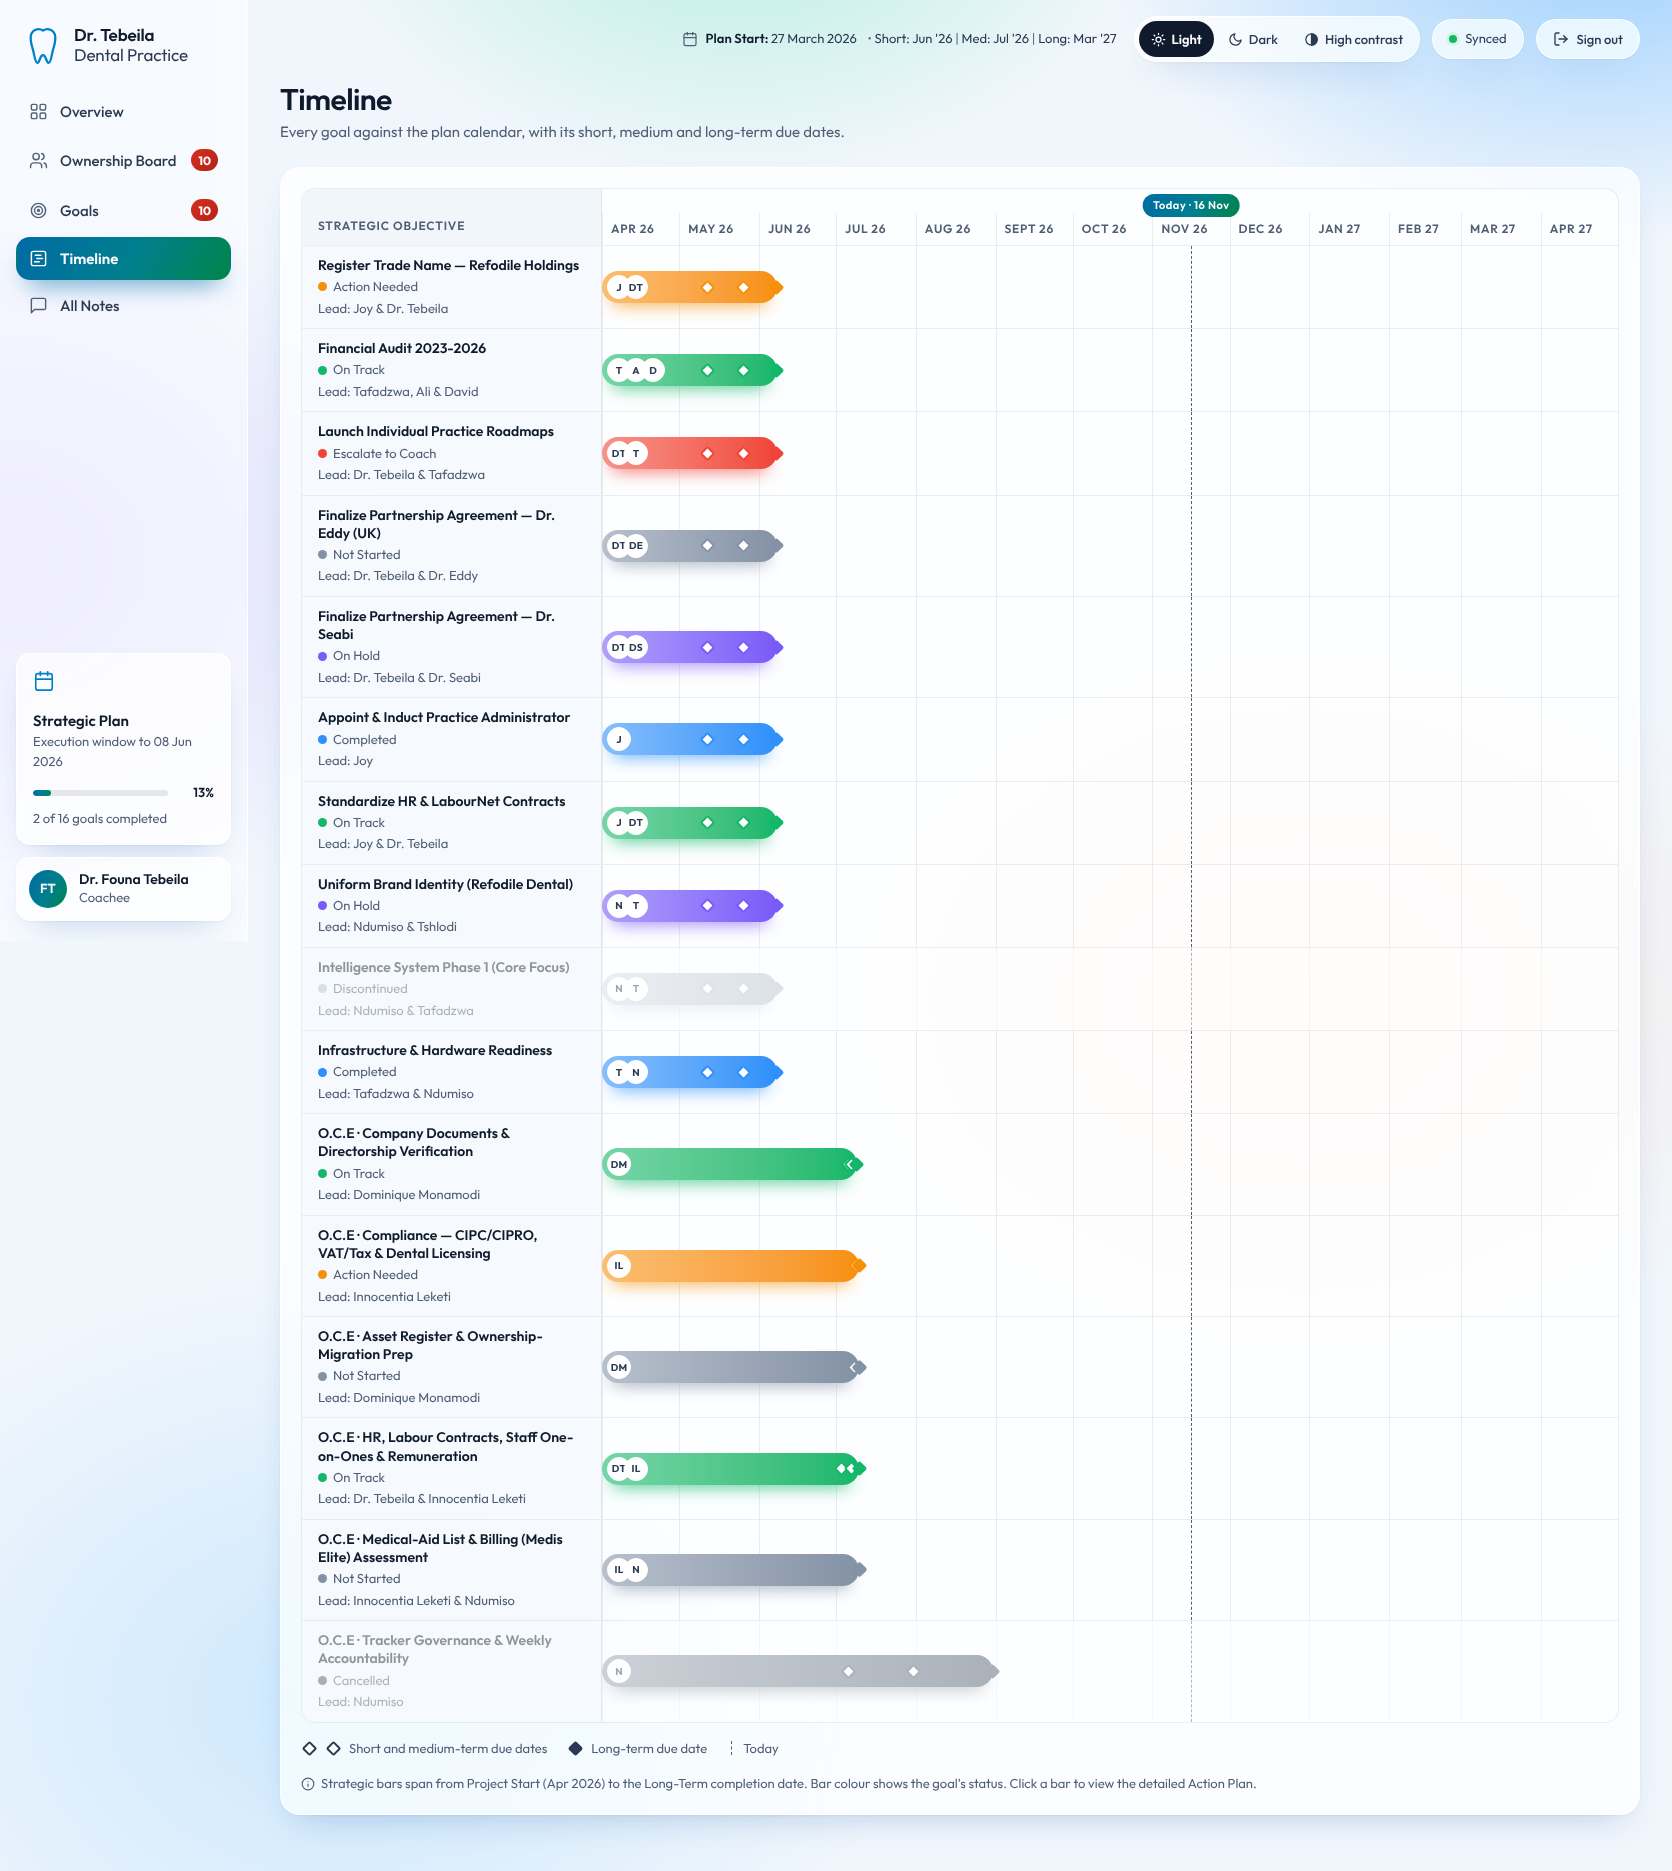 Dr. Tebeila
Dental Practice
Overview
Ownership Board 10
Goals 10
Timeline
All Notes
Strategic Plan
Execution window to 08 Jun
2026
13%
2 of 16 goals completed
FT
Dr. Founa Tebeila
Coachee
Plan Start: 27 March 2026 · Short: Jun '26 | Med: Jul '26 | Long: Mar '27
Light Dark High contrast
Synced
Sign out
Timeline
Every goal against the plan calendar, with its short, medium and long-term due dates.
Today · 16 Nov
STRATEGIC OBJECTIVE APR 26 MAY 26 JUN 26 JUL 26 AUG 26 SEPT 26 OCT 26 NOV 26 DEC 26 JAN 27 FEB 27 MAR 27 APR 27
Register Trade Name — Refodile Holdings
Action Needed
Lead: Joy & Dr. Tebeila
J DT
Financial Audit 2023-2026
On Track
Lead: Tafadzwa, Ali & David
T A D
Launch Individual Practice Roadmaps
Escalate to Coach
Lead: Dr. Tebeila & Tafadzwa
DT T
Finalize Partnership Agreement — Dr.
Eddy (UK)
Not Started
Lead: Dr. Tebeila & Dr. Eddy
DT DE
Finalize Partnership Agreement — Dr.
Seabi
On Hold
Lead: Dr. Tebeila & Dr. Seabi
DT DS
Appoint & Induct Practice Administrator
Completed
Lead: Joy
J
Standardize HR & LabourNet Contracts
On Track
Lead: Joy & Dr. Tebeila
J DT
Uniform Brand Identity (Refodile Dental)
On Hold
Lead: Ndumiso & Tshlodi
N T
Intelligence System Phase 1 (Core Focus)
Discontinued
Lead: Ndumiso & Tafadzwa
N T
Infrastructure & Hardware Readiness
Completed
Lead: Tafadzwa & Ndumiso
T N
O.C.E · Company Documents &
Directorship Verification
On Track
Lead: Dominique Monamodi
DM
O.C.E · Compliance — CIPC/CIPRO,
VAT/Tax & Dental Licensing
Action Needed
Lead: Innocentia Leketi
IL
O.C.E · Asset Register & Ownership-
Migration Prep
Not Started
Lead: Dominique Monamodi
DM
O.C.E · HR, Labour Contracts, Staff One-
on-Ones & Remuneration
On Track
Lead: Dr. Tebeila & Innocentia Leketi
DT IL
O.C.E · Medical-Aid List & Billing (Medis
Elite) Assessment
Not Started
Lead: Innocentia Leketi & Ndumiso
IL N
O.C.E · Tracker Governance & Weekly
Accountability
Cancelled
Lead: Ndumiso
N
Short and medium-term due dates Long-term due date Today
Strategic bars span from Project Start (Apr 2026) to the Long-Term completion date. Bar colour shows the goal's status. Click a bar to view the detailed Action Plan.